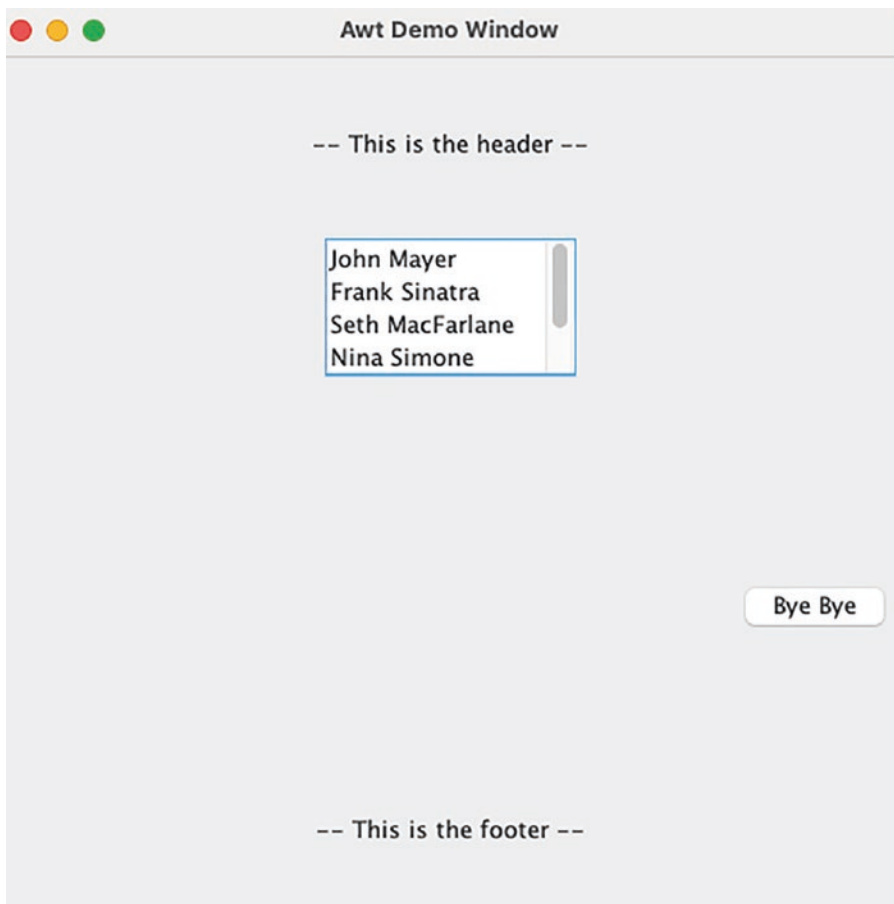 Awt Demo Window
-- This is the header --
John Mayer
Frank Sinatra
Seth MacFarlane
Nina Simone
Bye Bye
-- This is the footer --